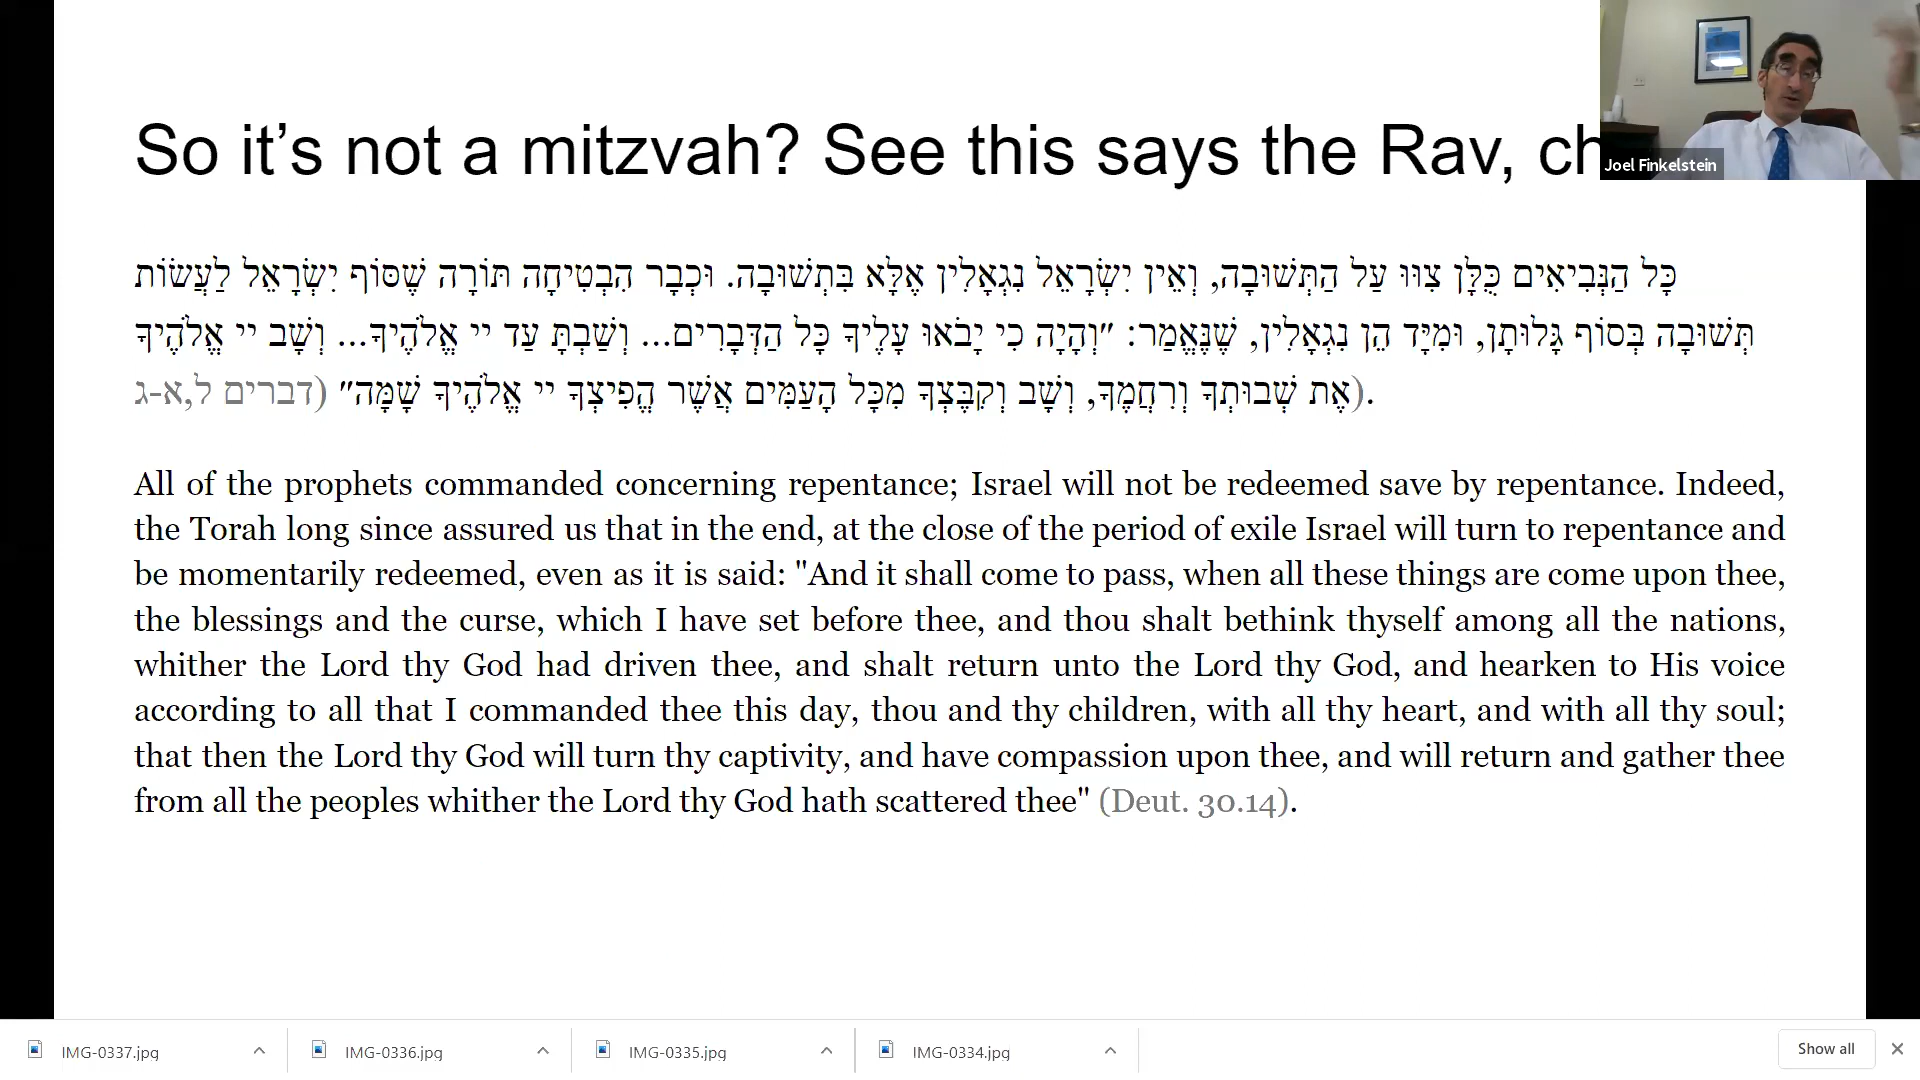 So it’s not a mitzvah? See this says the Rav, ch
Joel Finkelstein
כָּל הַנְּבִיאִים כֻּלָּן צִוּוּ עַל הַתְּשׁוּבָה, וְאֵין יִשְׂרָאֵל נִגְאָלִין אֶלָּא בִּתְשׁוּבָה. וּכְבָר הִבְטִיחָה תּוֹרָה שֶׁסּוֹף יִשְׂרָאֵל לַעֲשׂוֹת
תְּשׁוּבָה בְּסוֹף גָּלוּתָן, וּמִיָּד הֵן נִגְאָלִין, שֶׁנֶּאֱמַר: ״וְהָיָה כִי יָבֹאוּ עָלֶיךָ כָּל הַדְּבָרִים... וְשַׁבְתָּ עַד יי אֱלֹהֶיךָ... וְשָׁב יי אֱלֹהֶיךָ
אֶת שְׁבוּתְךָ וְרִחֲמֶךָ, וְשָׁב וְקִבֶּצְךָ מִכָּל הָעַמִּים אֲשֶׁר הֱפִיצְךָ יי אֱלֹהֶיךָ שָׁמָּה״ (דברים ל,א-ג).
All of the prophets commanded concerning repentance; Israel will not be redeemed save by repentance. Indeed,
the Torah long since assured us that in the end, at the close of the period of exile Israel will turn to repentance and
be momentarily redeemed, even as it is said: "And it shall come to pass, when all these things are come upon thee,
the blessings and the curse, which I have set before thee, and thou shalt bethink thyself among all the nations,
whither the Lord thy God had driven thee, and shalt return unto the Lord thy God, and hearken to His voice
according to all that I commanded thee this day, thou and thy children, with all thy heart, and with all thy soul;
that then the Lord thy God will turn thy captivity, and have compassion upon thee, and will return and gather thee
from all the peoples whither the Lord thy God hath scattered thee" (Deut. 30.14).
IMG-0337.jpg
IMG-0336.jpg
IMG-0335.jpg
IMG-0334.jpg
Show all